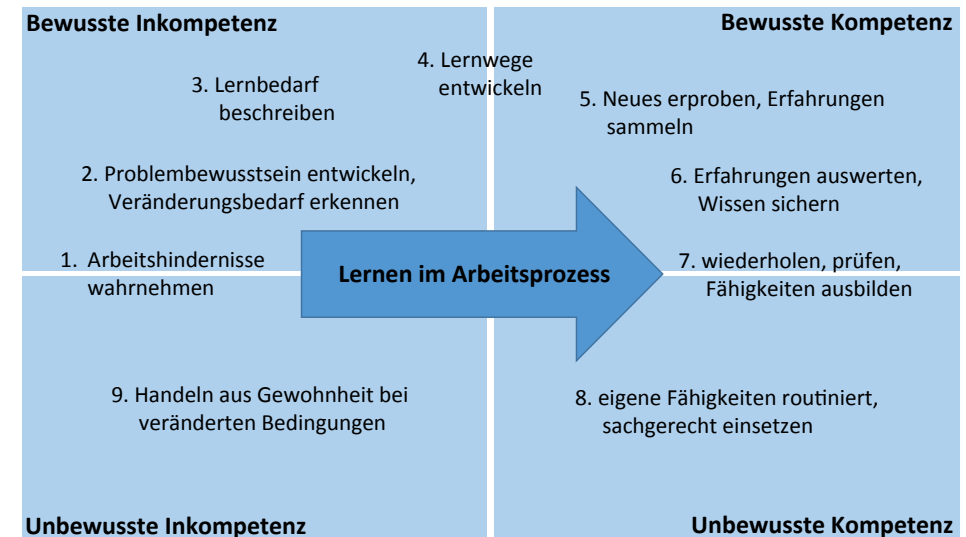 Bewusste Inkompetenz
Bewusste Kompetenz
4. Lernwege
entwickeln
3. Lernbedarf
beschreiben
5. Neues erproben, Erfahrungen
sammeln
2. Problembewusstsein entwickeln,
Veränderungsbedarf erkennen
6. Erfahrungen auswerten,
Wissen sichern
1. Arbeitshindernisse
wahrnehmen
Lernen im Arbeitsprozess
7. wiederholen, prüfen,
Fähigkeiten ausbilden
9. Handeln aus Gewohnheit bei
veränderten Bedingungen
8. eigene Fähigkeiten routiniert,
sachgerecht einsetzen
Unbewusste Inkompetenz
Unbewusste Kompetenz